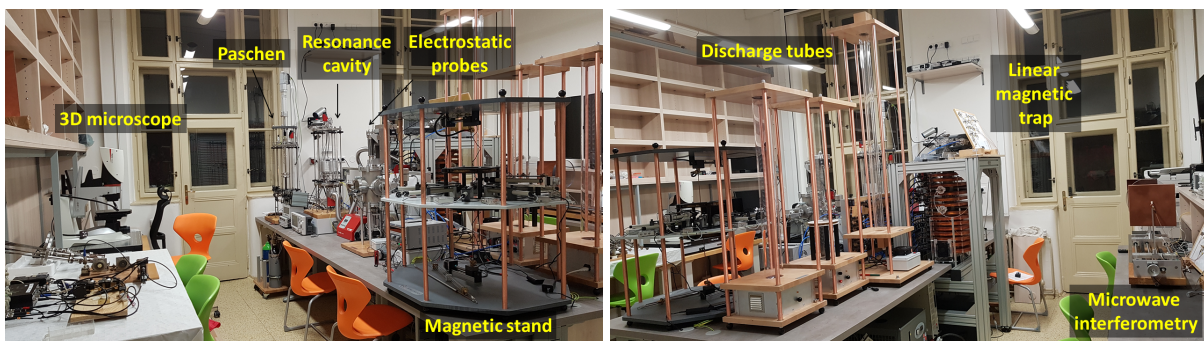 Paschen
Resonance
cavity
Electrostatic
probes
3D microscope
Magnetic stand
Discharge tubes
Linear
magnetic
trap
Microwave
interferometry